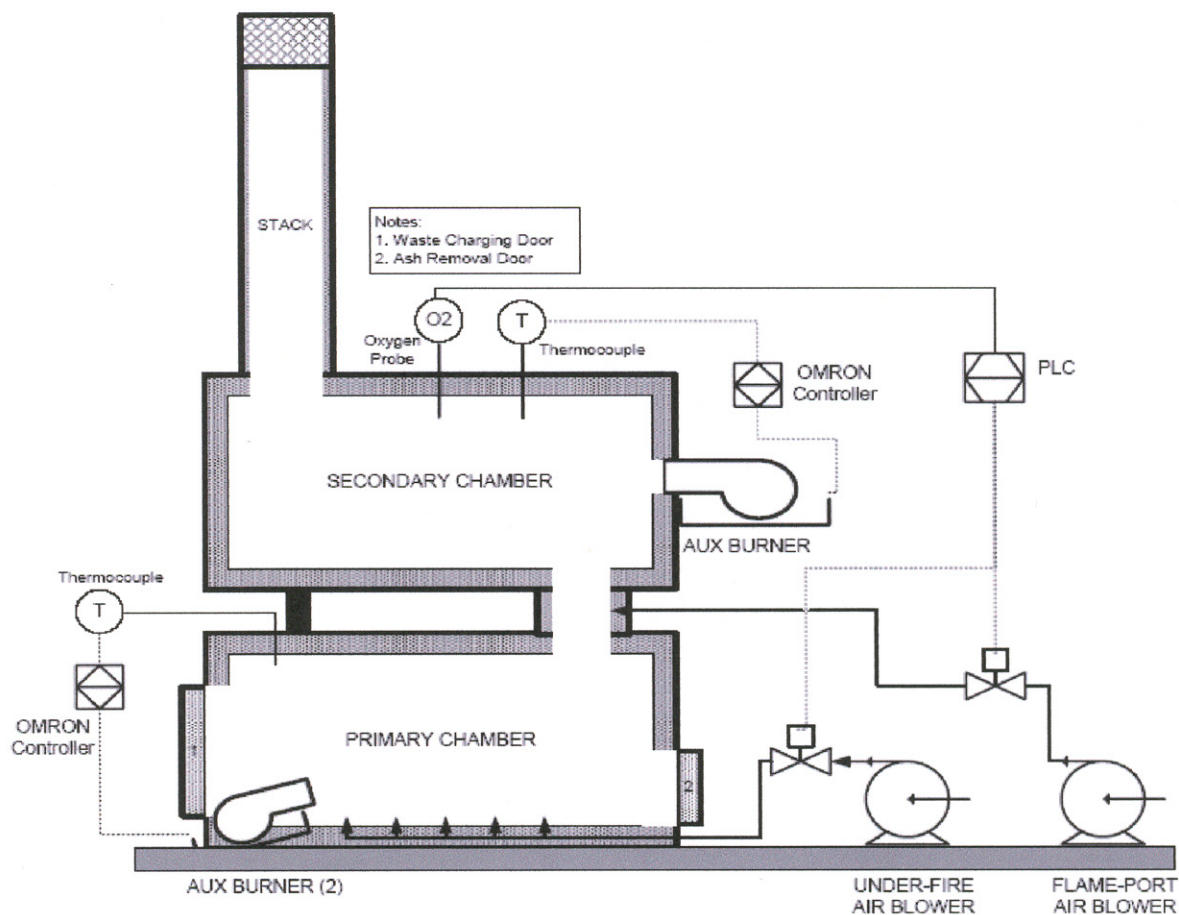 STACK
Notes:
1. Waste Charging Door
2. Ash Removal Door
O2
T
Oxygen
Probe
Thermocouple
OMRON
Controller
PLC
SECONDARY CHAMBER
AUX BURNER
Thermocouple
T
OMRON
Controller
PRIMARY CHAMBER
1
2
AUX BURNER (2)
UNDER-FIRE
AIR BLOWER
FLAME-PORT
AIR BLOWER